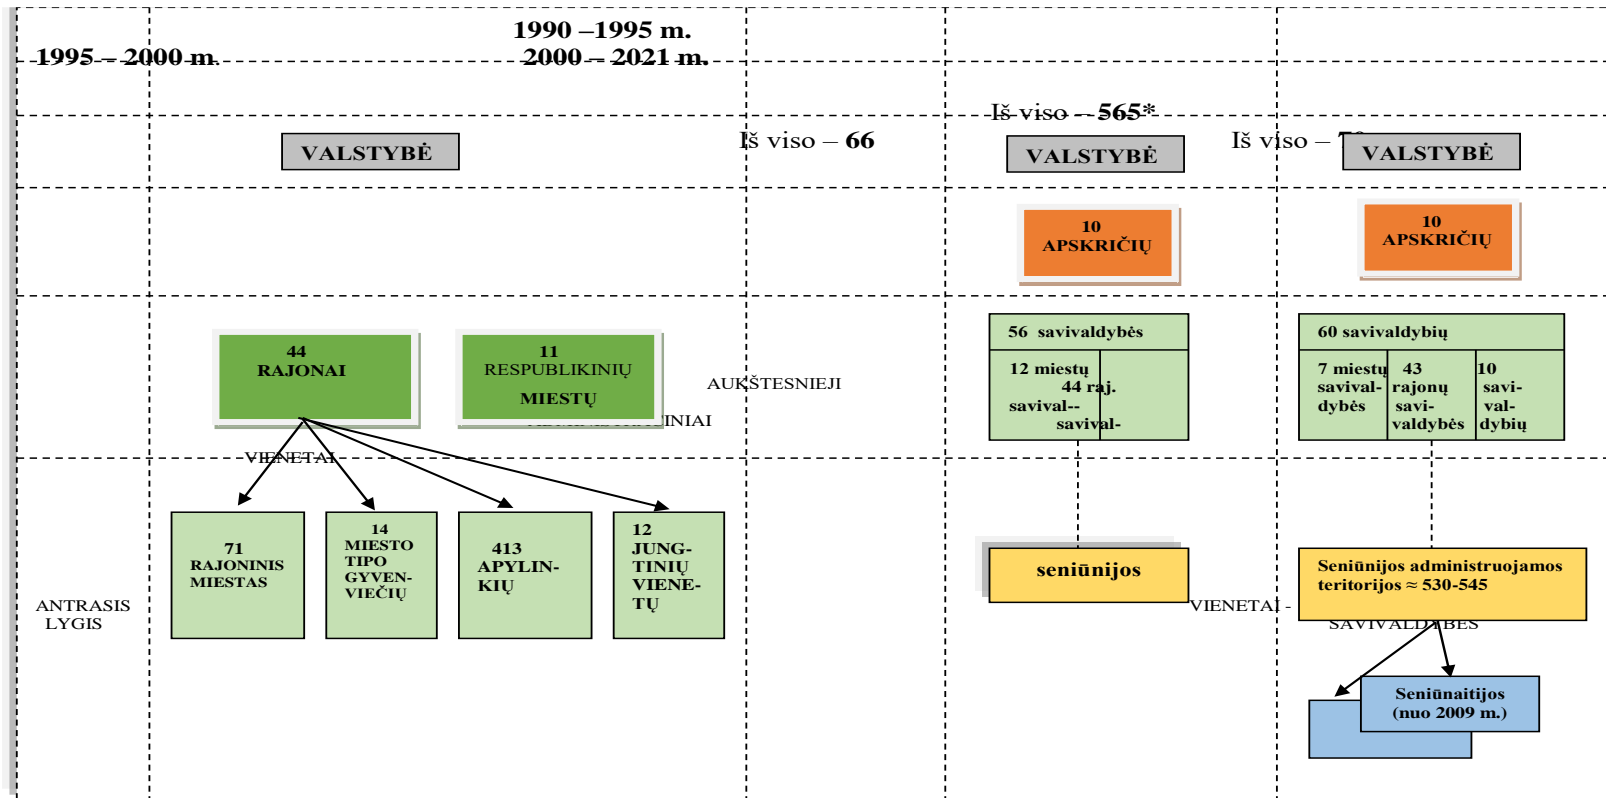 1990 –1995 m.
1995 – 2000 m.
2000 – 2021 m.
Iš viso – 565*
Iš viso – 66
Iš viso –
VALSTYBĖ
VALSTYBĖ
VALSTYBĖ
10
APSKRIČIŲ
10
APSKRIČIŲ
44
RAJONAI
11
RESPUBLIKINIŲ
MIESTŲ
AUKŠTESNIEJI
VIENETAI
56 savivaldybės
12 miestų
44 raj.
savival--
savival-
60 savivaldybių
7 miestų
savival-
dybės
43
rajonų
savi-
valdybės
10
savi-
val-
dybių
ANTRASIS
LYGIS
71
RAJONINIS
MIESTAS
14
MIESTO
TIPO
GYVEN-
VIEČIŲ
413
APYLIN-
KIŲ
12
JUNG-
TINIŲ
VIENE-
TŲ
seniūnijos
VIENETAI -
SAVIVALDYBĖS
Seniūnijos administruojamos
teritorijos ≈ 530-545
Seniūnaitijos
(nuo 2009 m.)